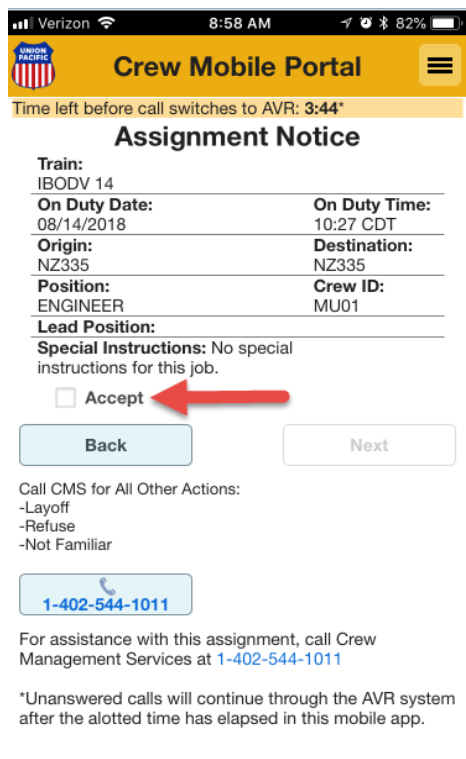 Verizon 8:58 AM 82%
UNION
PACIFIC
Crew Mobile Portal
Time left before call switches to AVR: 3:44*
Assignment Notice
Train:
IBODV 14
On Duty Date: On Duty Time:
08/14/2018 10:27 CDT
Origin: Destination:
NZ335 NZ335
Position: Crew ID:
ENGINEER MU01
Lead Position:
Special Instructions: No special
instructions for this job.
Accept
Back Next
Call CMS for All Other Actions:
-Layoff
-Refuse
-Not Familiar
1-402-544-1011
For assistance with this assignment, call Crew
Management Services at 1-402-544-1011
*Unanswered calls will continue through the AVR system
after the alotted time has elapsed in this mobile app.